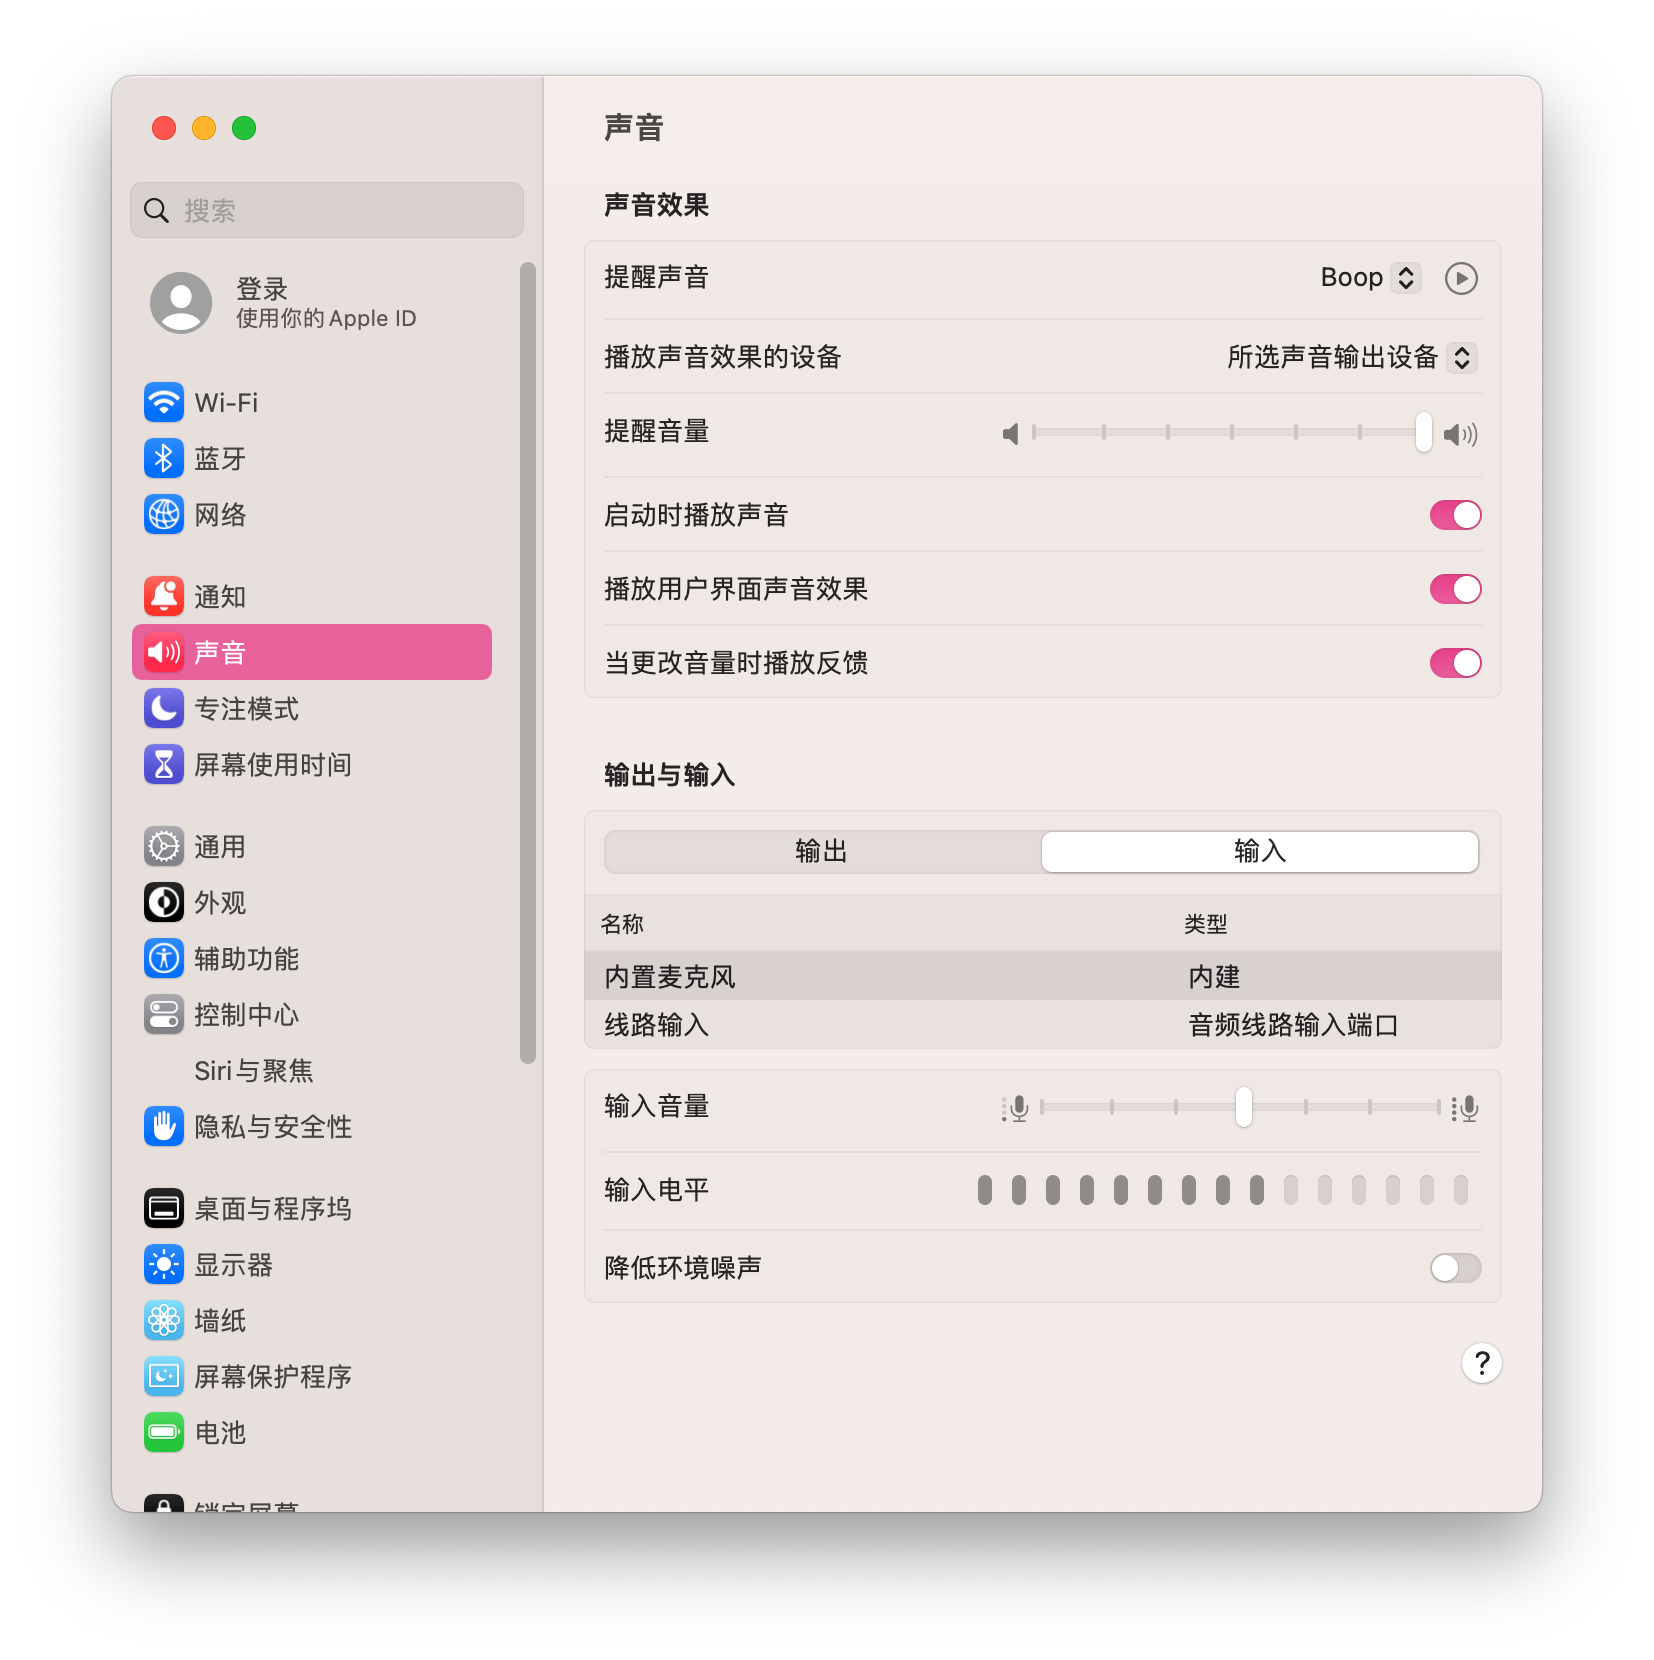 搜索
登录
使用你的 Apple ID
Wi-Fi
蓝牙
网络
通知
声音
专注模式
屏幕使用时间
通用
外观
辅助功能
控制中心
Siri 与聚焦
隐私与安全性
桌面与程序坞
显示器
墙纸
屏幕保护程序
电池
锁定屏幕
声音
声音效果
提醒声音 Boop
播放声音效果的设备 所选声音输出设备
提醒音量
启动时播放声音
播放用户界面声音效果
当更改音量时播放反馈
输出与输入
输出 输入
名称 类型
内置麦克风 内建
线路输入 音频线路输入端口
输入音量
输入电平
降低环境噪声
?